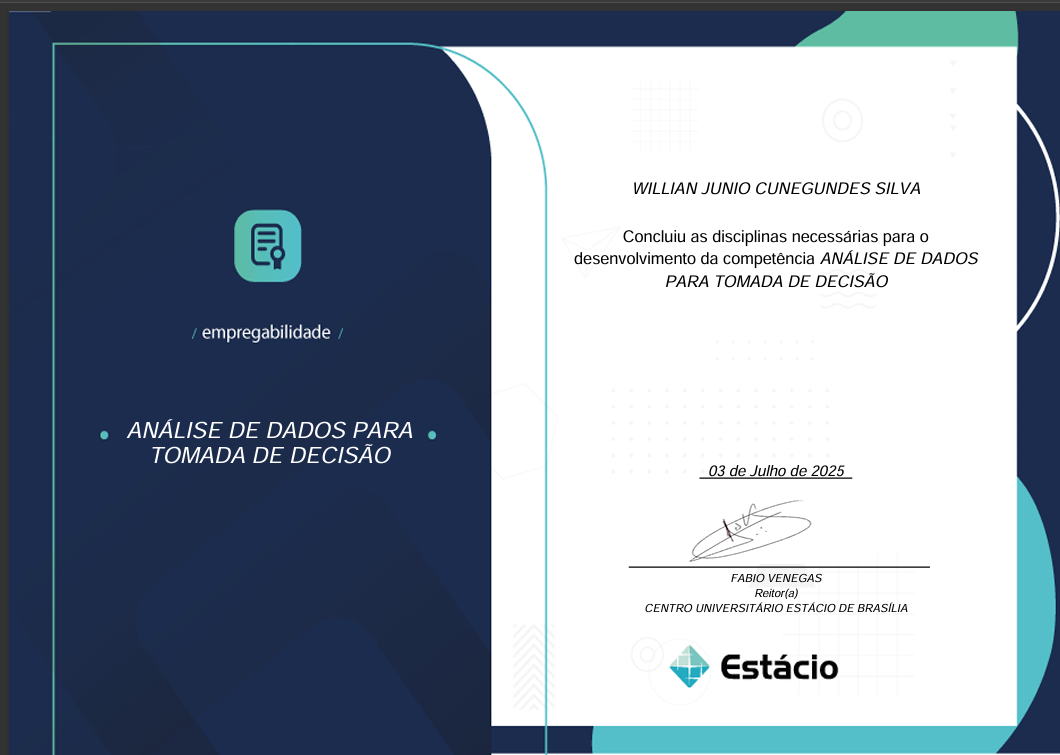 / empregabilidade /
ANÁLISE DE DADOS PARA
TOMADA DE DECISÃO
WILLIAN JUNIO CUNEGUNDES SILVA
Concluiu as disciplinas necessárias para o
desenvolvimento da competência ANÁLISE DE DADOS
PARA TOMADA DE DECISÃO
03 de Julho de 2025
FABIO VENEGAS
Reitor(a)
CENTRO UNIVERSITÁRIO ESTÁCIO DE BRASÍLIA
Estácio